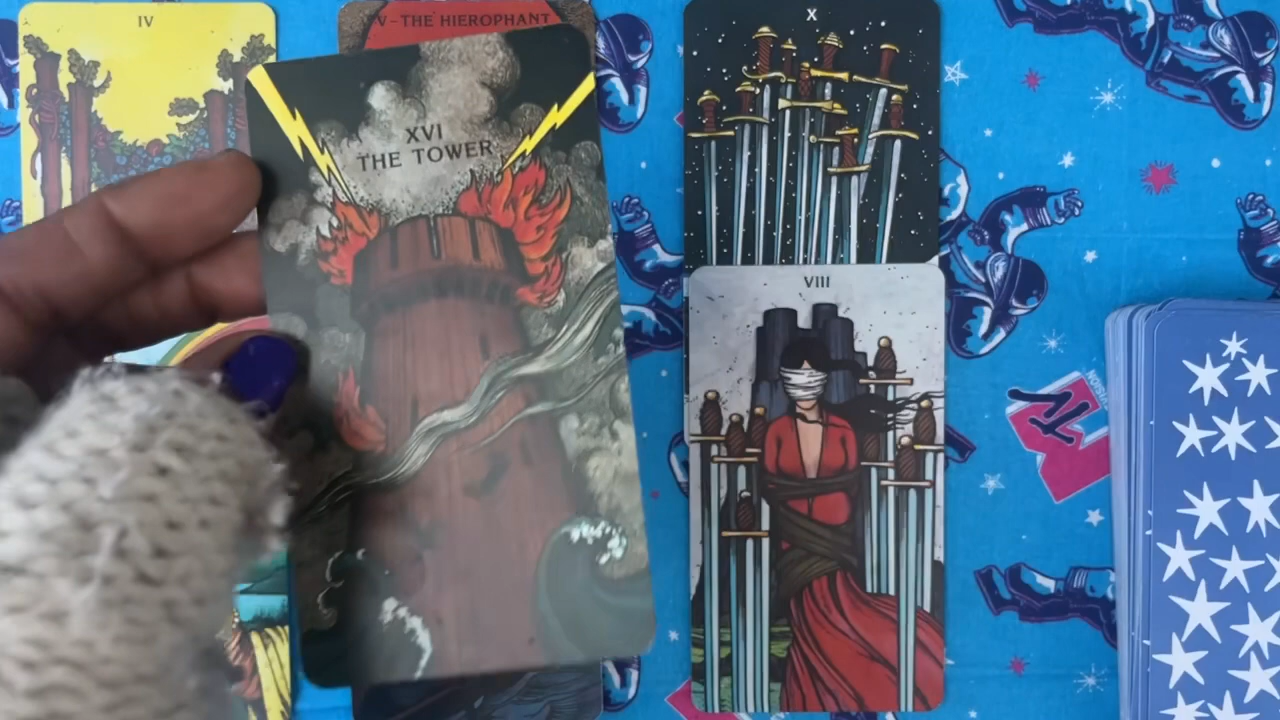 IV
V-THE HIEROPHANT
X
XVI
THE TOWER
VIII